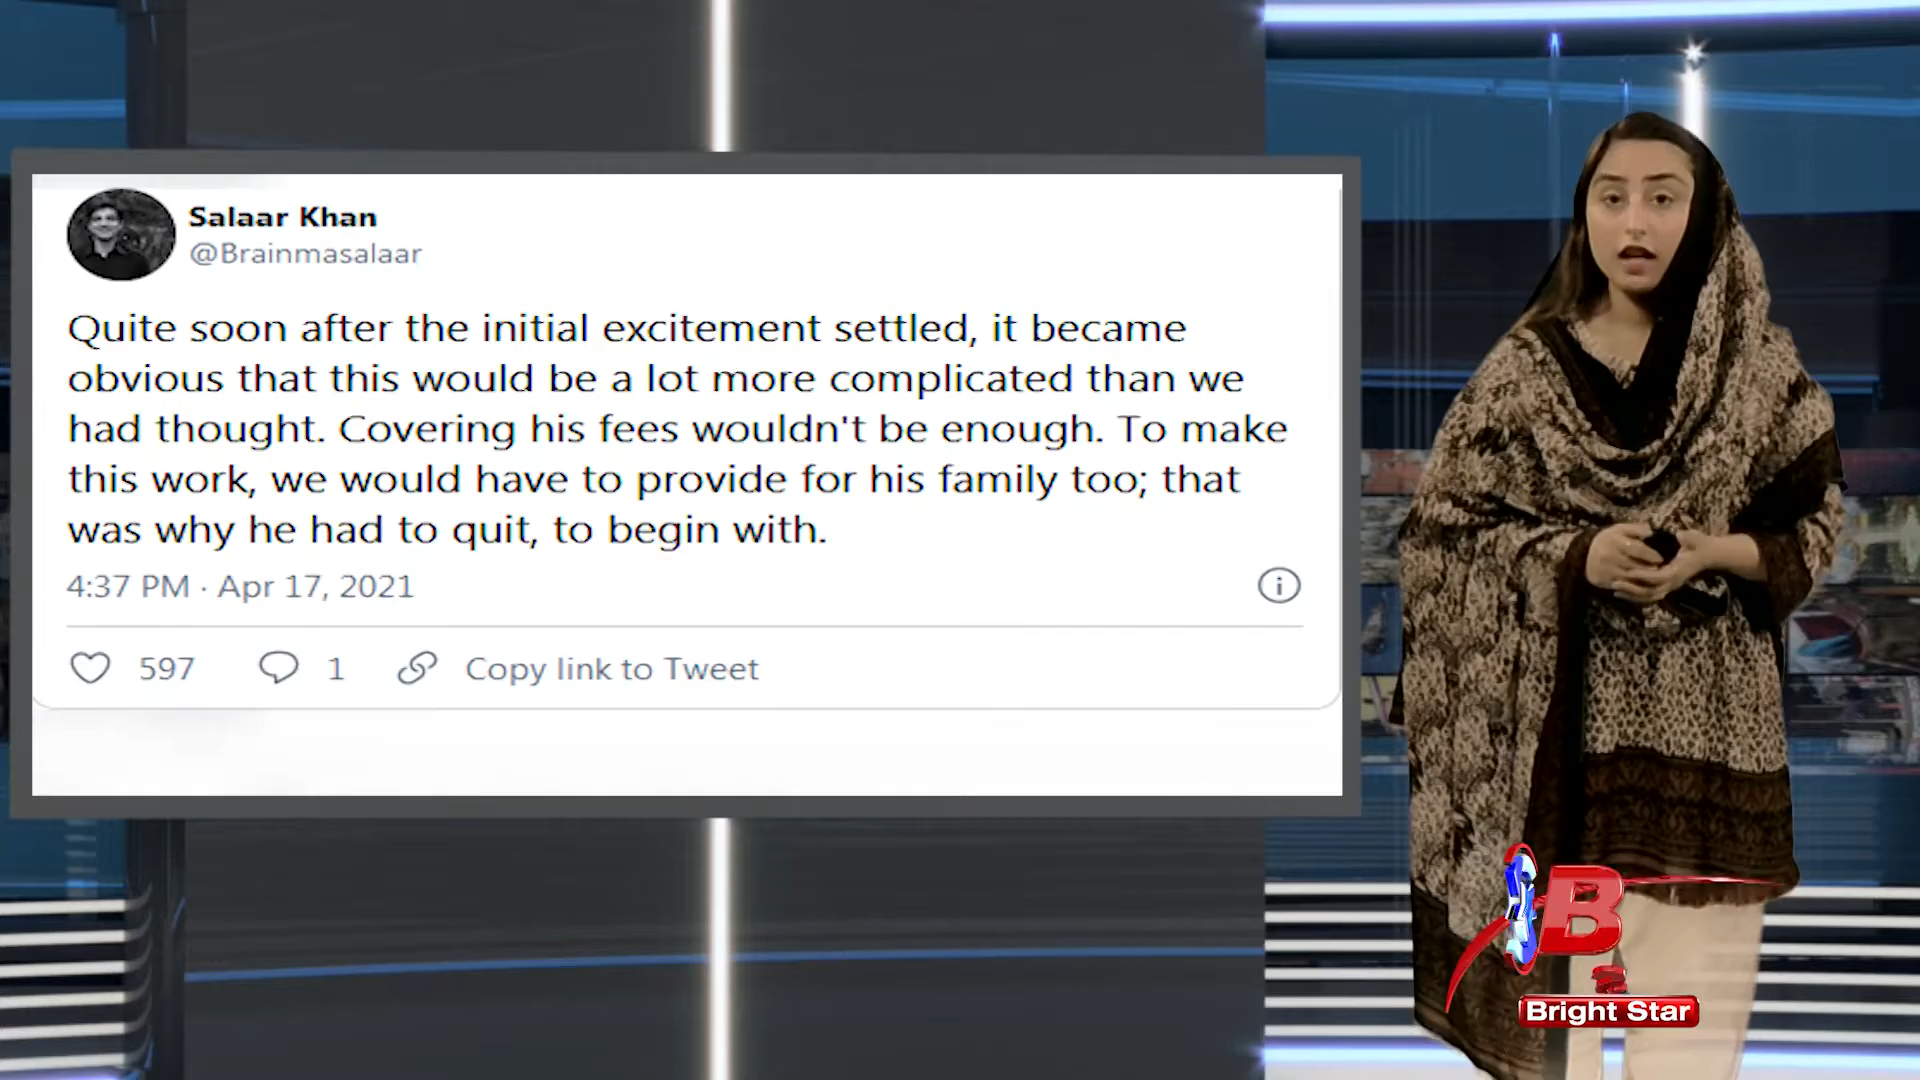 Salaar Khan
@Brainmasalaar
Quite soon after the initial excitement settled, it became
obvious that this would be a lot more complicated than we
had thought. Covering his fees wouldn't be enough. To make
this work, we would have to provide for his family too; that
was why he had to quit, to begin with.
4:37 PM · Apr 17, 2021
597 1 Copy link to Tweet
B
Bright Star